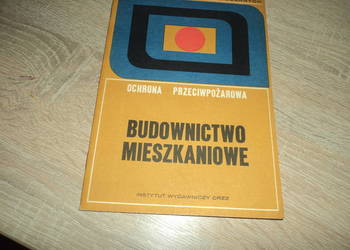 OCHRONA PRZECIWPOŻAROWA
BUDOWNICTWO
MIESZKANIOWE
INSTYTUT WYDAWNICZY CRZZ